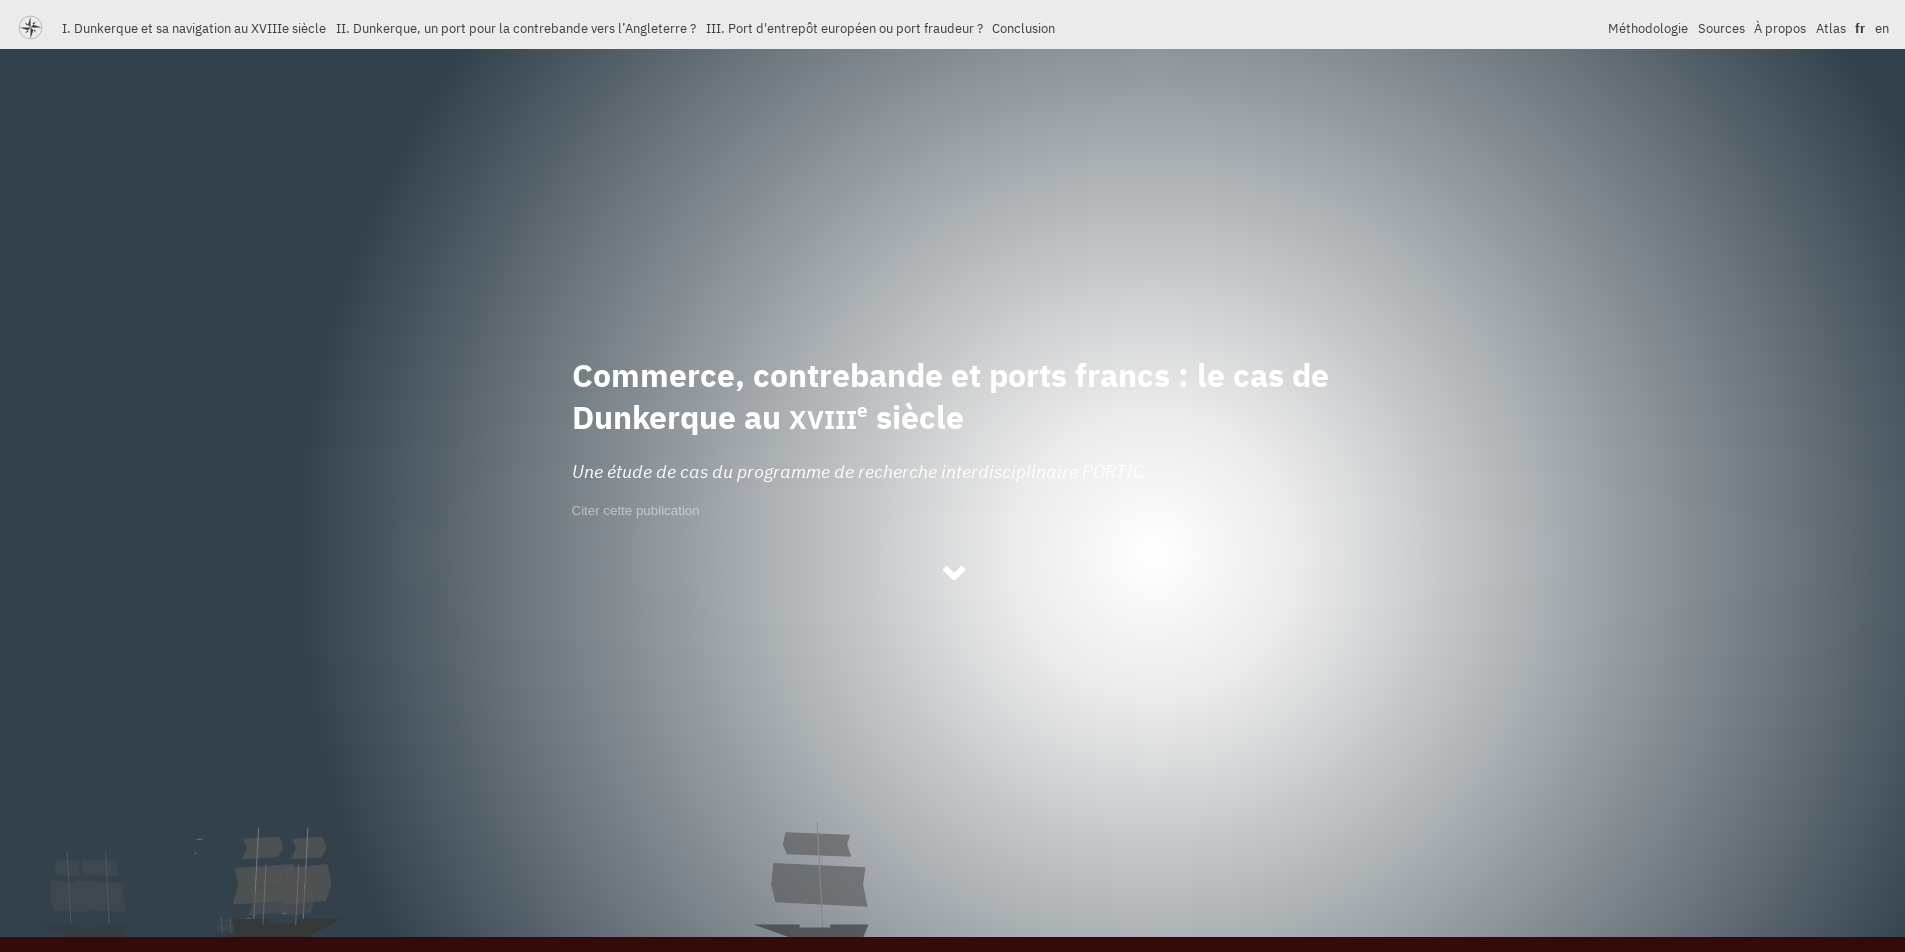 I. Dunkerque et sa navigation au XVIIIe siècle II. Dunkerque, un port pour la contrebande vers l’Angleterre ? III. Port d'entrepôt européen ou port fraudeur ? Conclusion Méthodologie Sources À propos Atlas fr en
Commerce, contrebande et ports francs : le cas de
Dunkerque au XVIIIe siècle
Une étude de cas du programme de recherche interdisciplinaire PORTIC
Citer cette publication